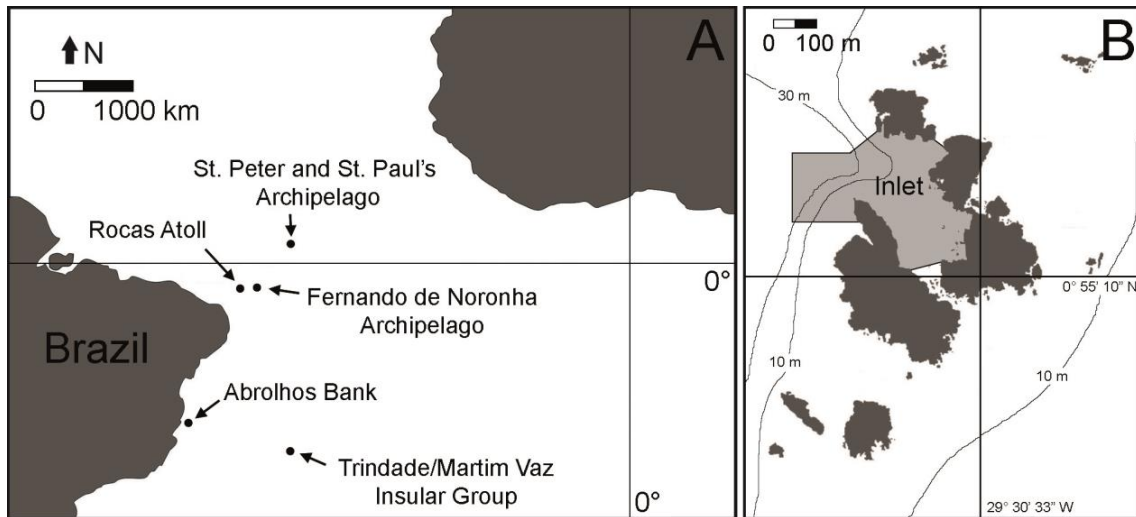 A
N
0 1000 km
St. Peter and St. Paul's
Archipelago
Rocas Atoll
0°
Fernando de Noronha
Archipelago
Brazil
Abrolhos Bank
Trindade/Martim Vaz
Insular Group
0°
B
0 100 m
30 m
Inlet
0° 55' 10" N
10 m
10 m
29° 30' 33" W